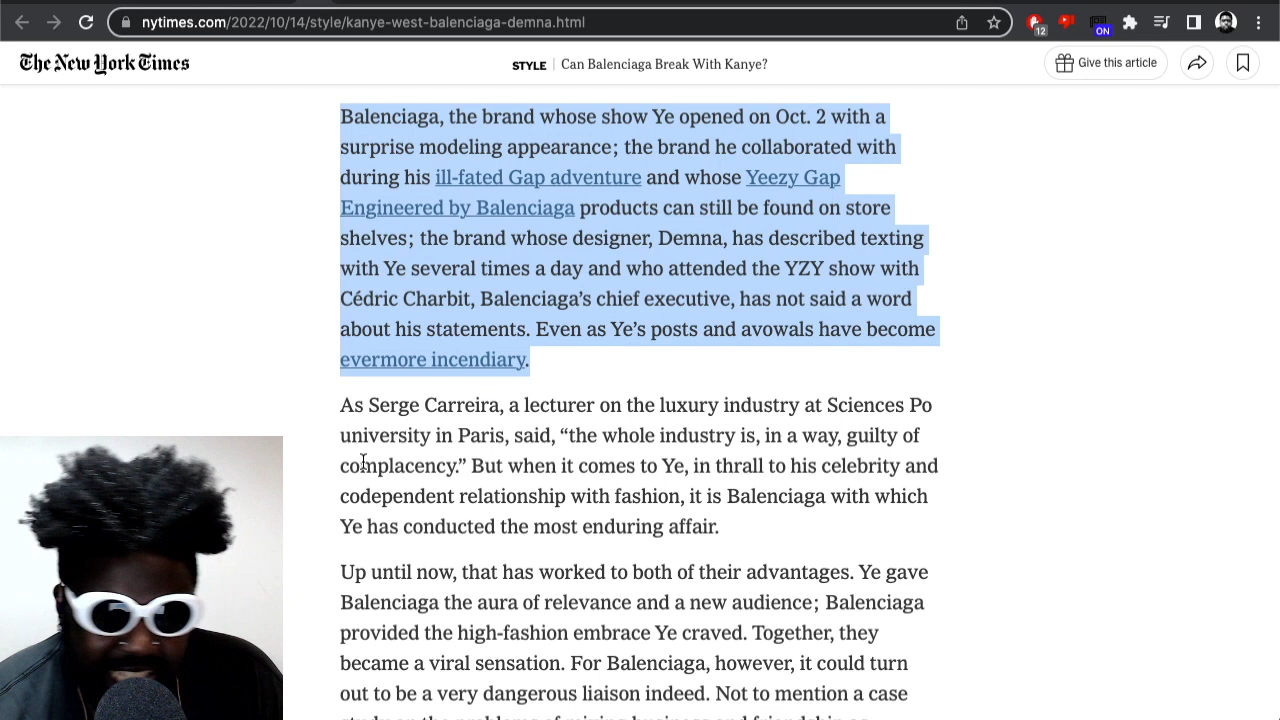 nytimes.com/2022/10/14/style/kanye-west-balenciaga-demna.html
12
ON
The New York Times
STYLE | Can Balenciaga Break With Kanye?
Give this article
Balenciaga, the brand whose show Ye opened on Oct. 2 with a
surprise modeling appearance; the brand he collaborated with
during his ill-fated Gap adventure and whose Yeezy Gap
Engineered by Balenciaga products can still be found on store
shelves; the brand whose designer, Demna, has described texting
with Ye several times a day and who attended the YZY show with
Cédric Charbit, Balenciaga’s chief executive, has not said a word
about his statements. Even as Ye’s posts and avowals have become
evermore incendiary.
As Serge Carreira, a lecturer on the luxury industry at Sciences Po
university in Paris, said, “the whole industry is, in a way, guilty of
complacency.” But when it comes to Ye, in thrall to his celebrity and
codependent relationship with fashion, it is Balenciaga with which
Ye has conducted the most enduring affair.
Up until now, that has worked to both of their advantages. Ye gave
Balenciaga the aura of relevance and a new audience; Balenciaga
provided the high-fashion embrace Ye craved. Together, they
became a viral sensation. For Balenciaga, however, it could turn
out to be a very dangerous liaison indeed. Not to mention a case